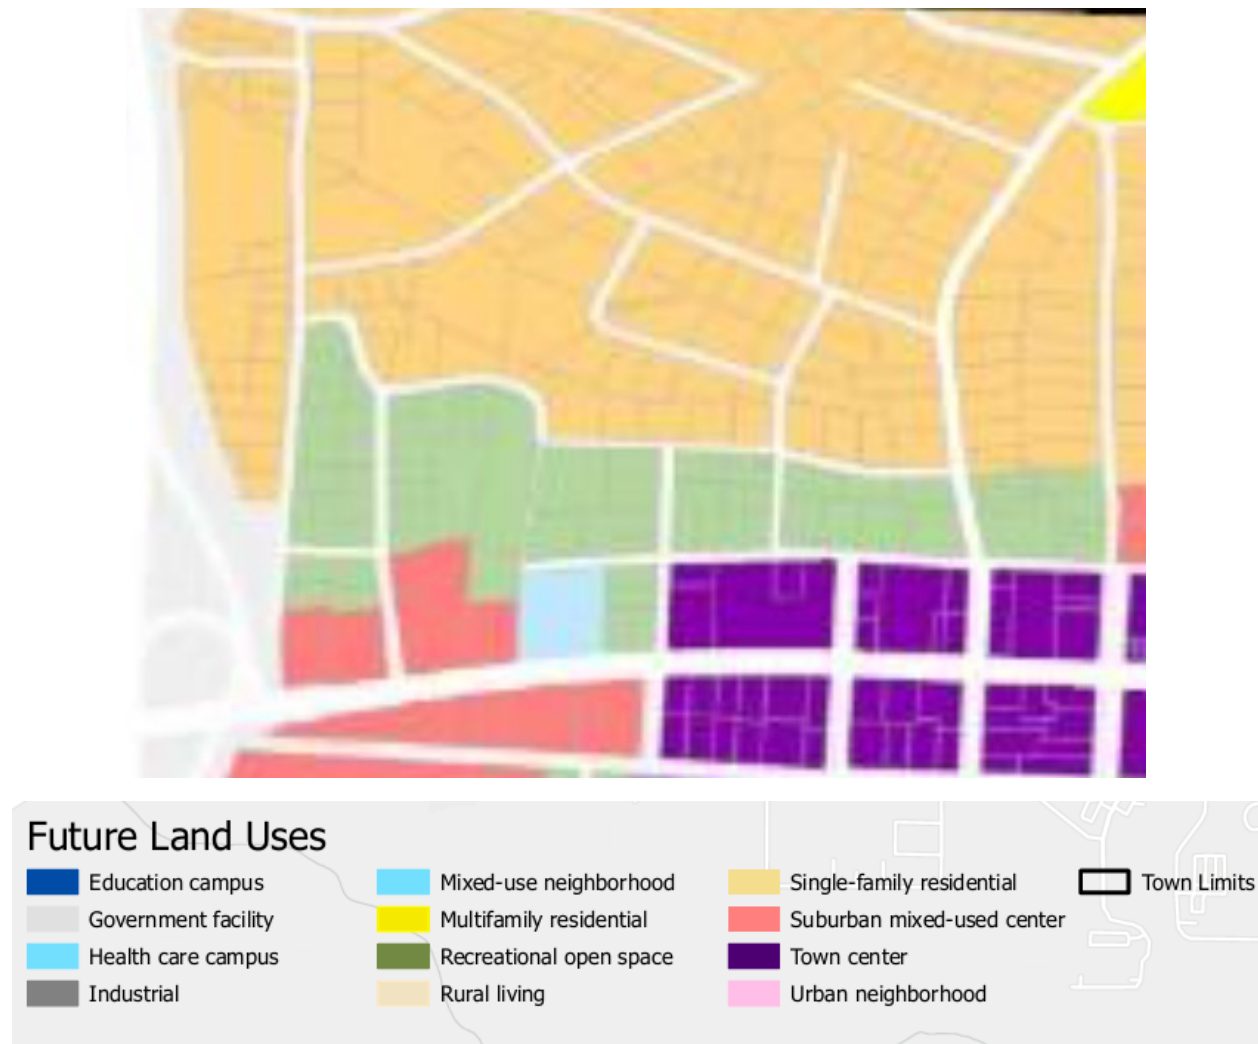 Future Land Uses
Education campus
Government facility
Health care campus
Industrial
Mixed-use neighborhood
Multifamily residential
Recreational open space
Rural living
Single-family residential
Suburban mixed-used center
Town center
Urban neighborhood
Town Limits